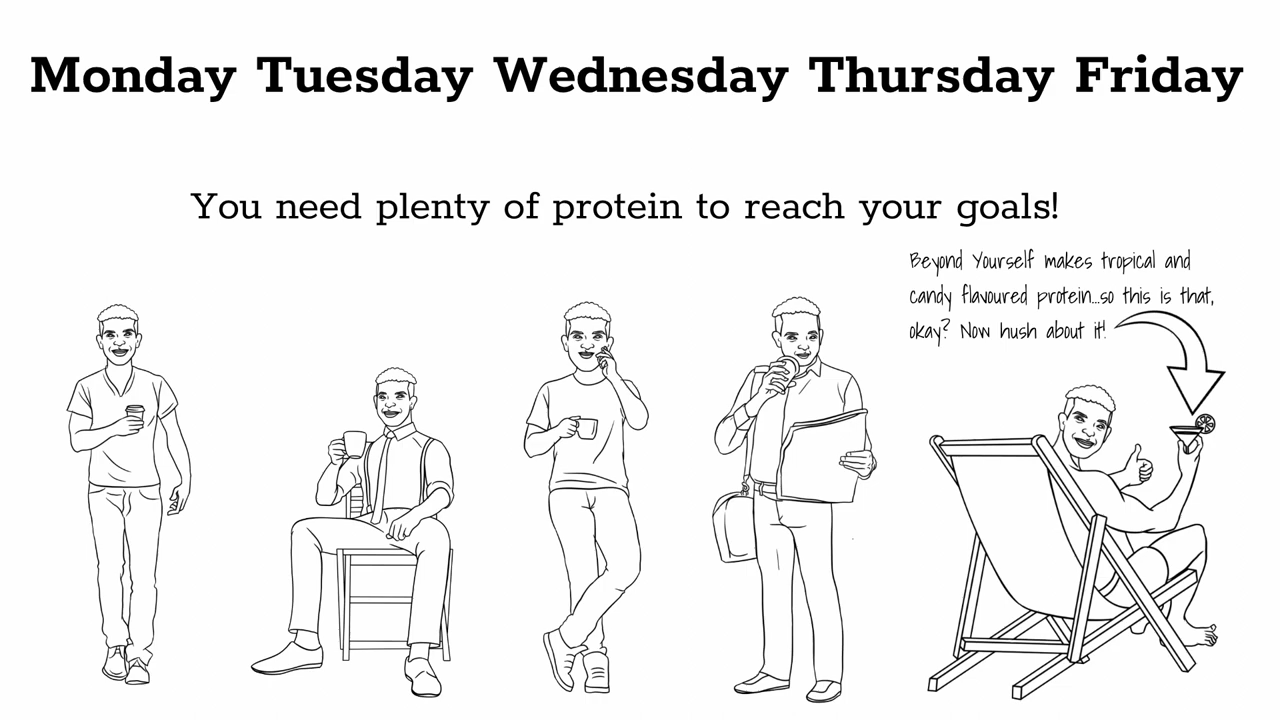 Monday Tuesday Wednesday Thursday Friday
You need plenty of protein to reach your goals!
Beyond Yourself makes tropical and
candy flavoured protein...so this is that,
okay? Now hush about it!